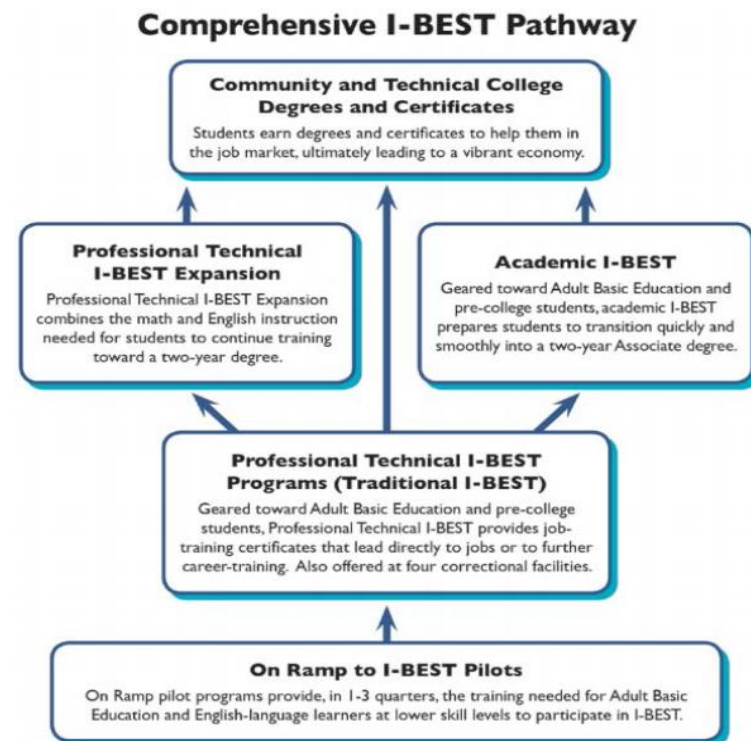 Comprehensive I-BEST Pathway
Community and Technical College
Degrees and Certificates
Students earn degrees and certificates to help them in
the job market, ultimately leading to a vibrant economy.
Professional Technical
I-BEST Expansion
Professional Technical I-BEST Expansion
combines the math and English instruction
needed for students to continue training
toward a two-year degree.
Academic I-BEST
Geared toward Adult Basic Education and
pre-college students, academic I-BEST
prepares students to transition quickly and
smoothly into a two-year Associate degree.
Professional Technical I-BEST
Programs (Traditional I-BEST)
Geared toward Adult Basic Education and pre-college
students, Professional Technical I-BEST provides job-
training certificates that lead directly to jobs or to further
career-training. Also offered at four correctional facilities.
On Ramp to I-BEST Pilots
On Ramp pilot programs provide, in 1-3 quarters, the training needed for Adult Basic
Education and English-language learners at lower skill levels to participate in I-BEST.